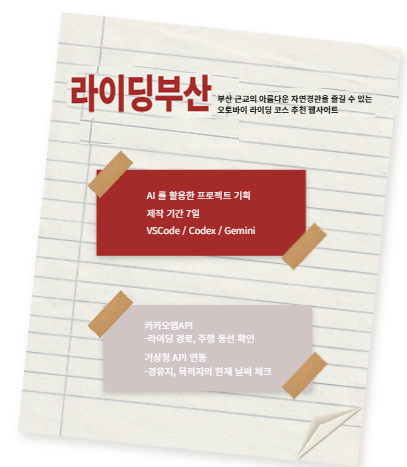 라이딩부산
부산 근교의 아름다운 자연경관을 즐길 수 있는
오토바이 라이딩 코스 추천 웹사이트
AI 를 활용한 프로젝트 기획
제작 기간 7일
VSCode / Codex / Gemini
카카오맵API
-라이딩 경로, 주행 동선 확인
기상청 API 연동
-경유지, 목적지의 현재 날씨 체크